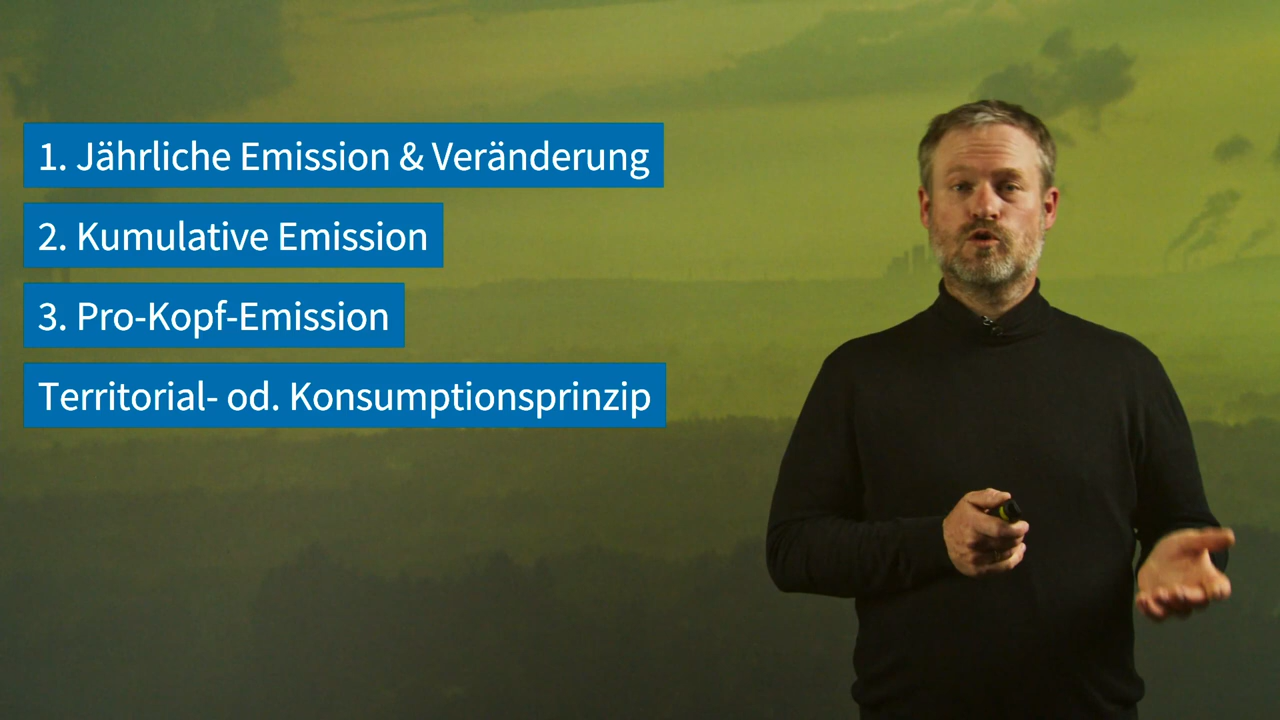 1. Jährliche Emission & Veränderung
2. Kumulative Emission
3. Pro-Kopf-Emission
Territorial- od. Konsumptionsprinzip